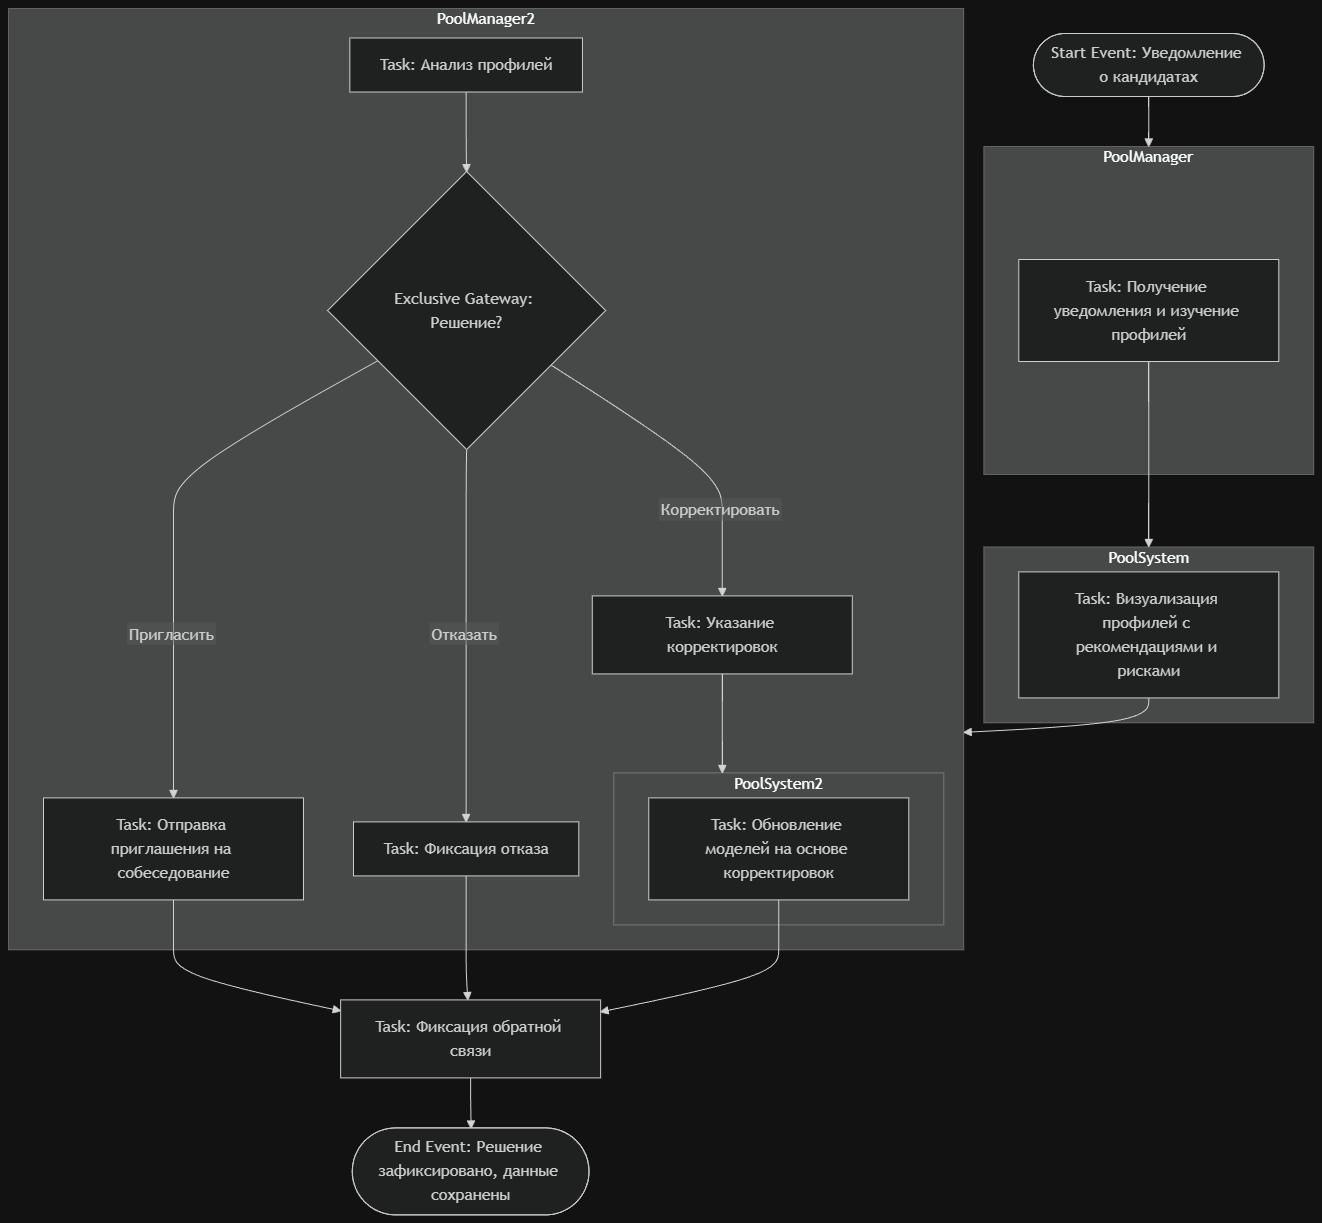 PoolManager2
Task: Анализ профилей
Exclusive Gateway:
Решение?
Пригласить
Отказать
Корректировать
Task: Указание
корректировок
Task: Отправка
приглашения на
собеседование
Task: Фиксация отказа
PoolSystem2
Task: Обновление
моделей на основе
корректировок
Start Event: Уведомление
о кандидатах
PoolManager
Task: Получение
уведомления и изучение
профилей
PoolSystem
Task: Визуализация
профилей с
рекомендациями и
рисками
Task: Фиксация обратной
связи
End Event: Решение
зафиксировано, данные
сохранены